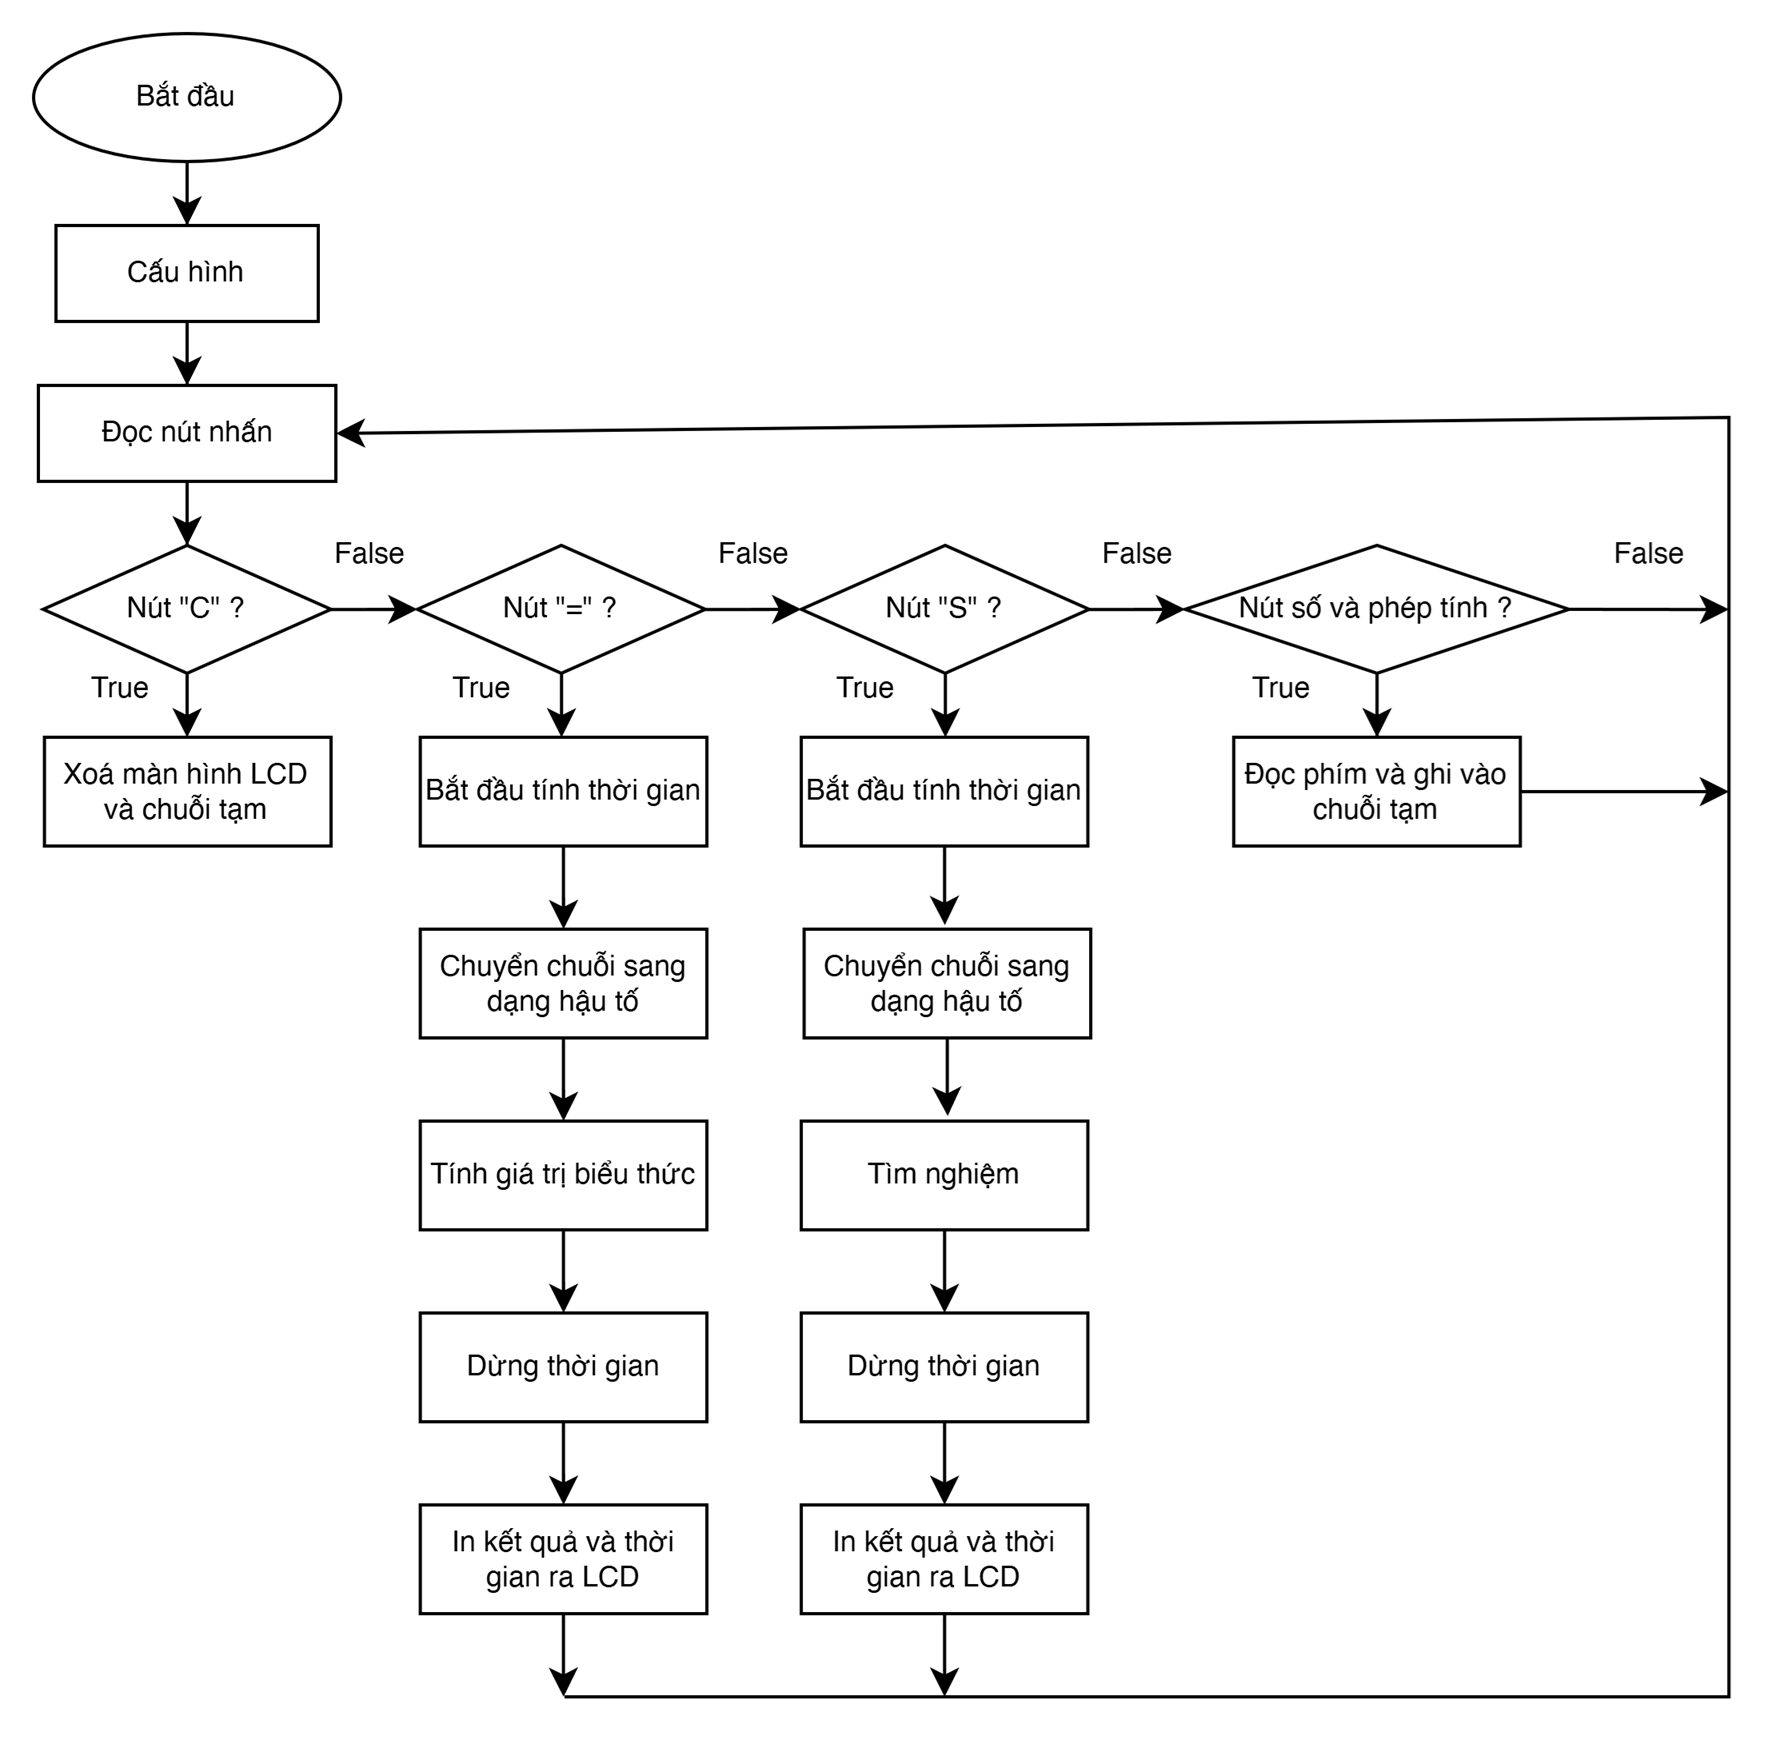 Bắt đầu
Cấu hình
Đọc nút nhấn
False
False
False
False
Nút "C" ?
Nút "=" ?
Nút "S" ?
Nút số và phép tính ?
True
True
True
True
Xoá màn hình LCD
và chuỗi tạm
Bắt đầu tính thời gian
Bắt đầu tính thời gian
Đọc phím và ghi vào
chuỗi tạm
Chuyển chuỗi sang
dạng hậu tố
Chuyển chuỗi sang
dạng hậu tố
Tính giá trị biểu thức
Tìm nghiệm
Dừng thời gian
Dừng thời gian
In kết quả và thời
gian ra LCD
In kết quả và thời
gian ra LCD